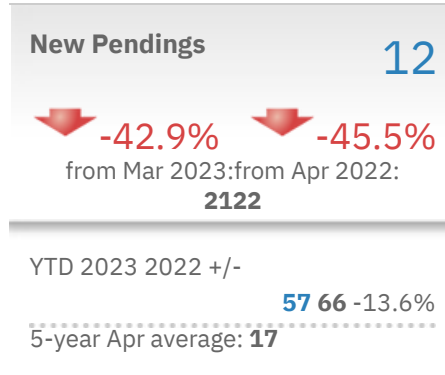 New Pendings
12
-42.9% -45.5%
from Mar 2023:from Apr 2022:
2122
YTD 2023 2022 +/-
57 66 -13.6%
5-year Apr average: 17